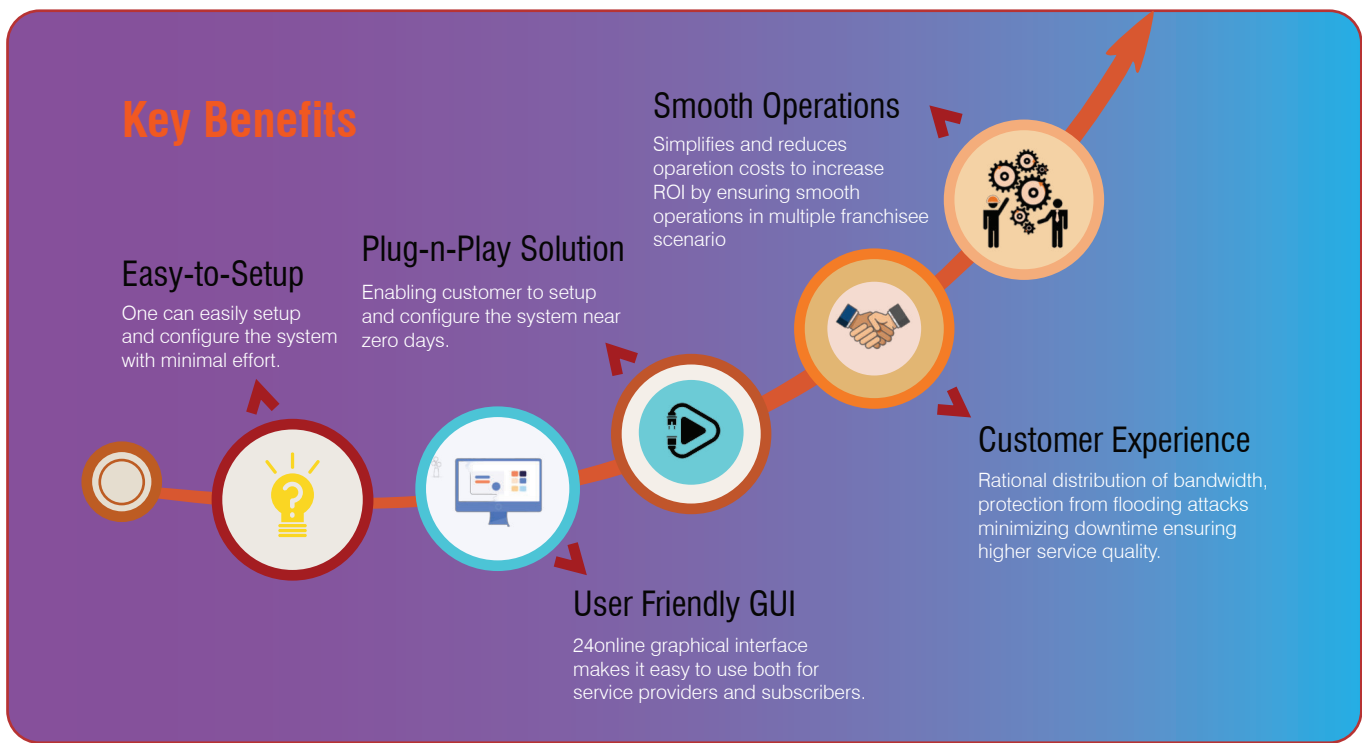 Key Benefits
Easy-to-Setup
One can easily setup
and configure the system
with minimal effort.
User Friendly GUI
24online graphical interface
makes it easy to use both for
service providers and subscribers.
Plug-n-Play Solution
Enabling customer to setup
and configure the system near
zero days.
Customer Experience
Rational distribution of bandwidth,
protection from flooding attacks
minimizing downtime ensuring
higher service quality.
Smooth Operations
Simplifies and reduces
oparetion costs to increase
ROI by ensuring smooth
operations in multiple franchisee
scenario